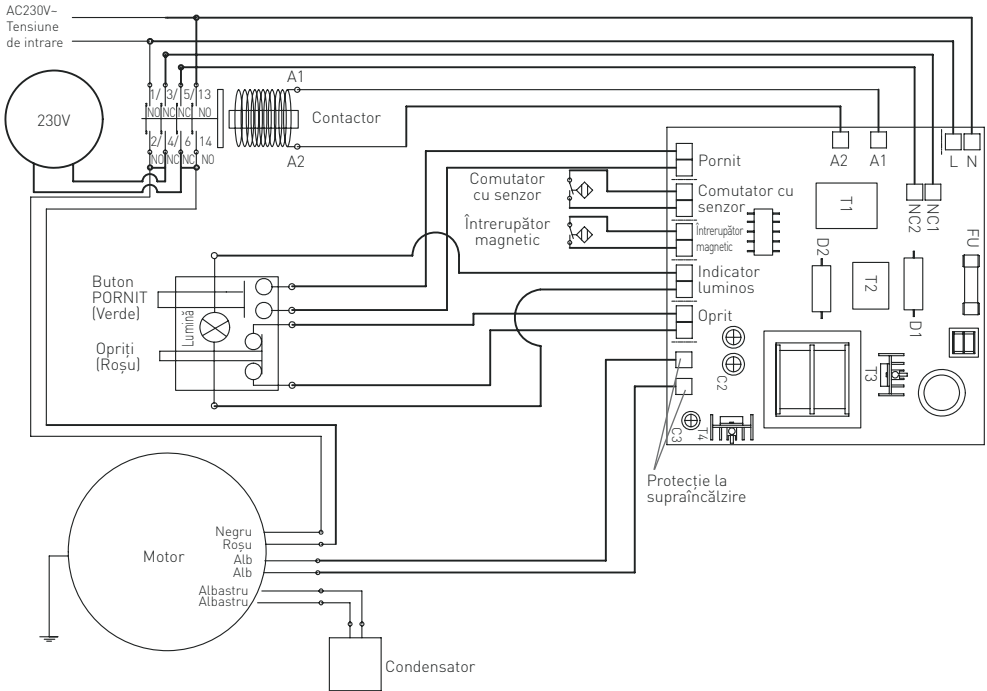 AC230V~
Tensiune
de intrare
230V
1/ 3/ 5/ 13
NO NC NC NO
2/ 4/ 6 14
NO NC NC NO
A1
Contactor
A2
A2 A1
L N
NC2 NC1
Pornit
Comutator
cu senzor
Comutator cu
senzor
Întrerupător
magnetic
Întrerupător
magnetic
Indicator
luminos
Oprit
T1
D2
T2
D1
FU
C2
T3
C3
T4
Buton
PORNIT
(Verde)
Lumină
Opriți
(Roșu)
Protecție la
supraîncălzire
Motor
Negru
Roșu
Alb
Alb
Albastru
Albastru
Condensator